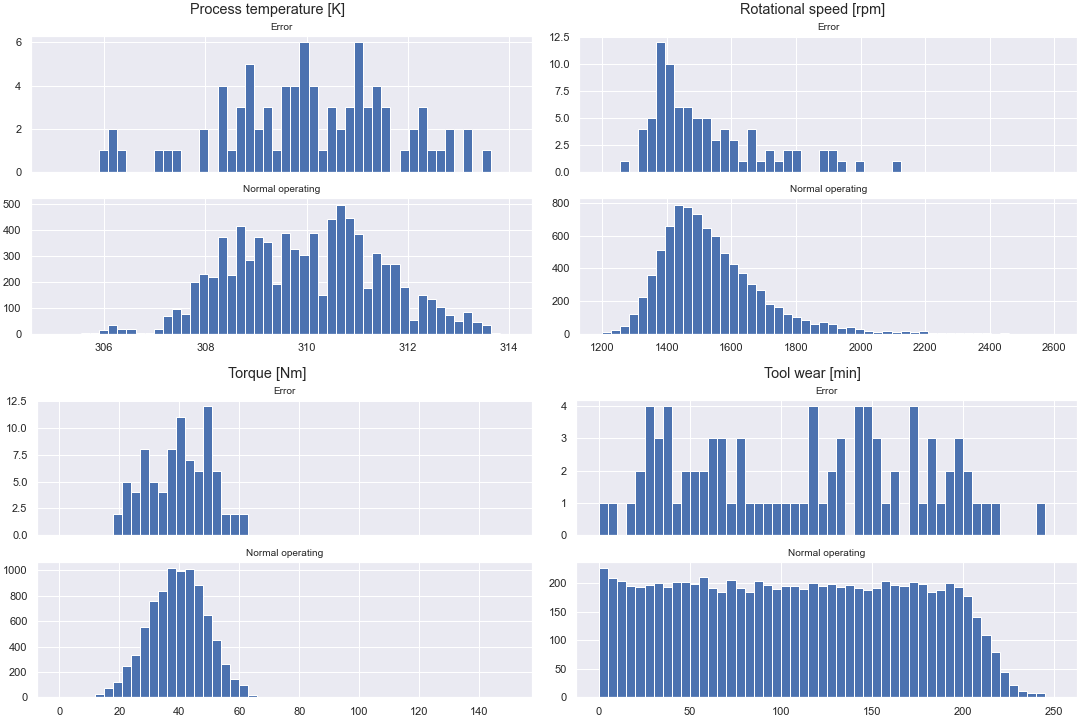 Process temperature [K]
Error
6
4
2
0
Normal operating
500
400
300
200
100
0
306 308 310 312 314
Rotational speed [rpm]
Error
12.5
10.0
7.5
5.0
2.5
0.0
Normal operating
800
600
400
200
0
1200 1400 1600 1800 2000 2200 2400 2600
Torque [Nm]
Error
12.5
10.0
7.5
5.0
2.5
0.0
Normal operating
1000
800
600
400
200
0
0 20 40 60 80 100 120 140
Tool wear [min]
Error
4
3
2
1
0
Normal operating
200
150
100
50
0
0 50 100 150 200 250